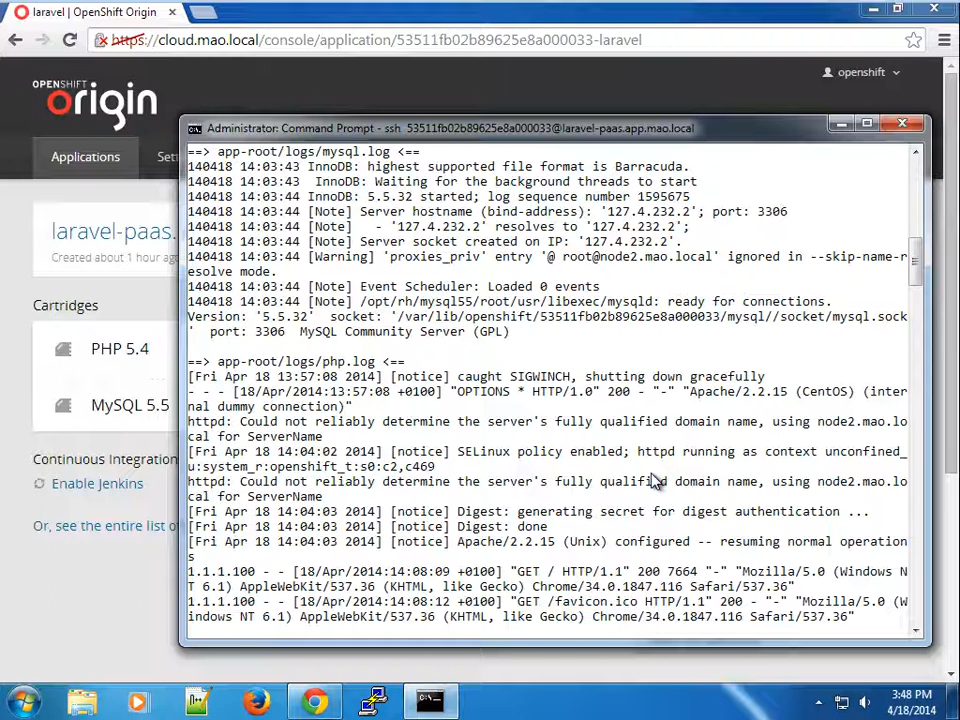 laravel | OpenShift Origin
https://cloud.mao.local/console/application/53511fb02b89625e8a000033-laravel
OPENSHIFT
origin
openshift
Applications
Administrator: Command Prompt - ssh  53511fb02b89625e8a000033@laravel-paas.app.mao.local
==> app-root/logs/mysql.log <==
140418 14:03:43 InnoDB: highest supported file format is Barracuda.
140418 14:03:43  InnoDB: Waiting for the background threads to start
140418 14:03:44 InnoDB: 5.5.32 started; log sequence number 1595675
140418 14:03:44 [Note] Server hostname (bind-address): '127.4.232.2'; port: 3306
140418 14:03:44 [Note]   - '127.4.232.2' resolves to '127.4.232.2';
140418 14:03:44 [Note] Server socket created on IP: '127.4.232.2'.
140418 14:03:44 [Warning] 'proxies_priv' entry '@ root@node2.mao.local' ignored in --skip-name-r
esolve mode.
140418 14:03:44 [Note] Event Scheduler: Loaded 0 events
140418 14:03:44 [Note] /opt/rh/mysql55/root/usr/libexec/mysqld: ready for connections.
Version: '5.5.32'  socket: '/var/lib/openshift/53511fb02b89625e8a000033/mysql//socket/mysql.sock
'  port: 3306  MySQL Community Server (GPL)
==> app-root/logs/php.log <==
[Fri Apr 18 13:57:08 2014] [notice] caught SIGWINCH, shutting down gracefully
- - - [18/Apr/2014:13:57:08 +0100] "OPTIONS * HTTP/1.0" 200 - "-" "Apache/2.2.15 (CentOS) (inter
nal dummy connection)"
httpd: Could not reliably determine the server's fully qualified domain name, using node2.mao.lo
cal for ServerName
[Fri Apr 18 14:04:02 2014] [notice] SELinux policy enabled; httpd running as context unconfined_
u:system_r:openshift_t:s0:c2,c469
httpd: Could not reliably determine the server's fully qualified domain name, using node2.mao.lo
cal for ServerName
[Fri Apr 18 14:04:03 2014] [notice] Digest: generating secret for digest authentication ...
[Fri Apr 18 14:04:03 2014] [notice] Digest: done
[Fri Apr 18 14:04:03 2014] [notice] Apache/2.2.15 (Unix) configured -- resuming normal operation
s
1.1.1.100 - - [18/Apr/2014:14:08:09 +0100] "GET / HTTP/1.1" 200 7664 "-" "Mozilla/5.0 (Windows N
T 6.1) AppleWebKit/537.36 (KHTML, like Gecko) Chrome/34.0.1847.116 Safari/537.36"
1.1.1.100 - - [18/Apr/2014:14:08:12 +0100] "GET /favicon.ico HTTP/1.1" 200 - "-" "Mozilla/5.0 (W
indows NT 6.1) AppleWebKit/537.36 (KHTML, like Gecko) Chrome/34.0.1847.116 Safari/537.36"
laravel-paas.
Created about 1 hour
Cartridges
PHP 5.4
MySQL 5.5
Continuous Integration
Enable Jenkins
Or, see the entire list
3:48 PM
4/18/2014